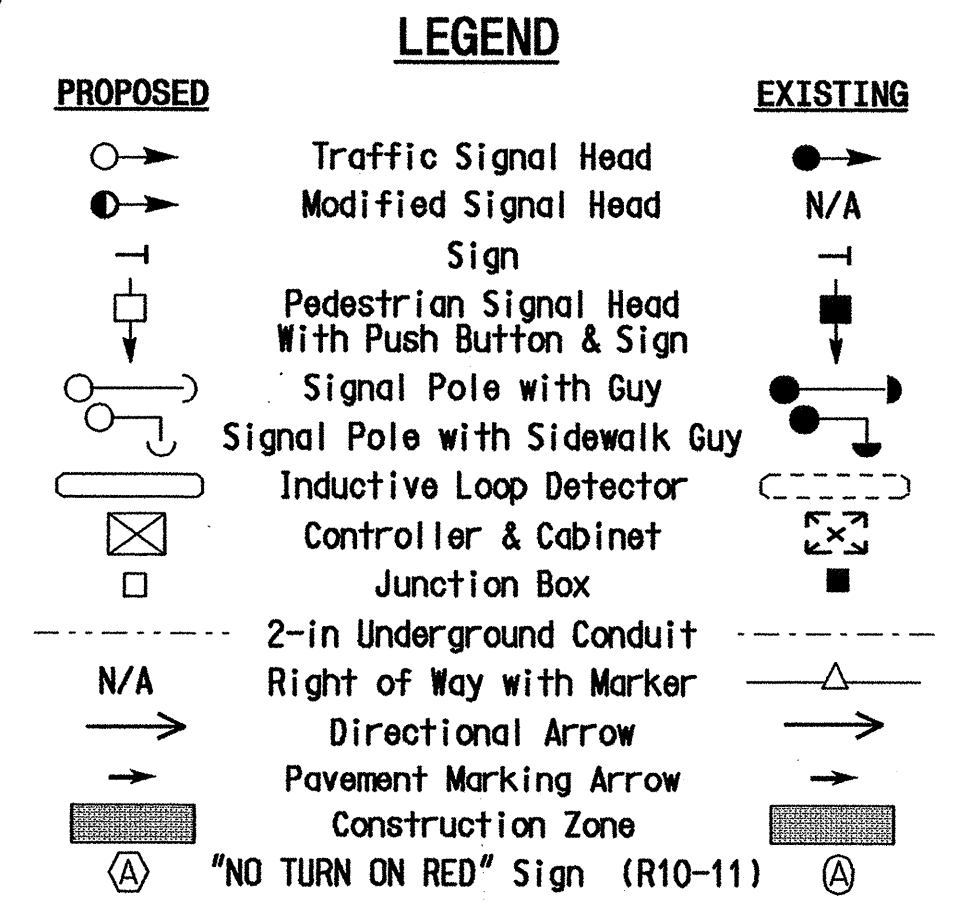 LEGEND
PROPOSED EXISTING
Traffic Signal Head
Modified Signal Head N/A
Sign
Pedestrian Signal Head
With Push Button & Sign
Signal Pole with Guy
Signal Pole with Sidewalk Guy
Inductive Loop Detector
Controller & Cabinet
Junction Box
2-in Underground Conduit
N/A Right of Way with Marker
Directional Arrow
Pavement Marking Arrow
Construction Zone
A "NO TURN ON RED" Sign (R10-11) A